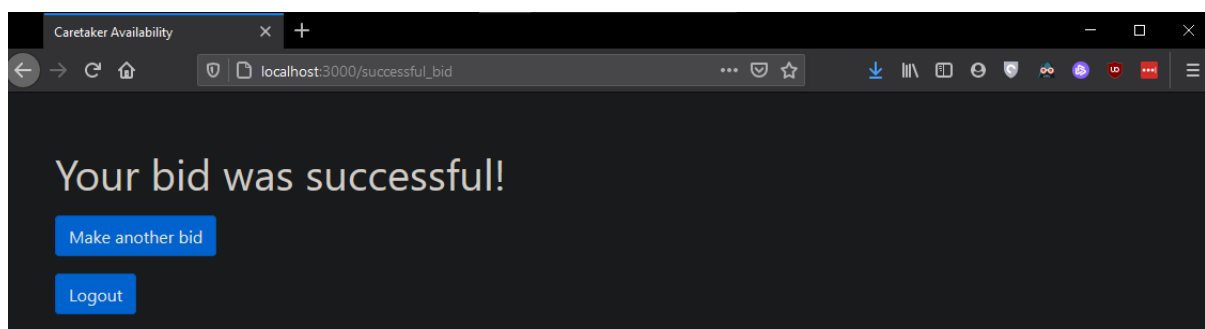 Caretaker Availability
localhost:3000/successful_bid
Your bid was successful!
Make another bid
Logout